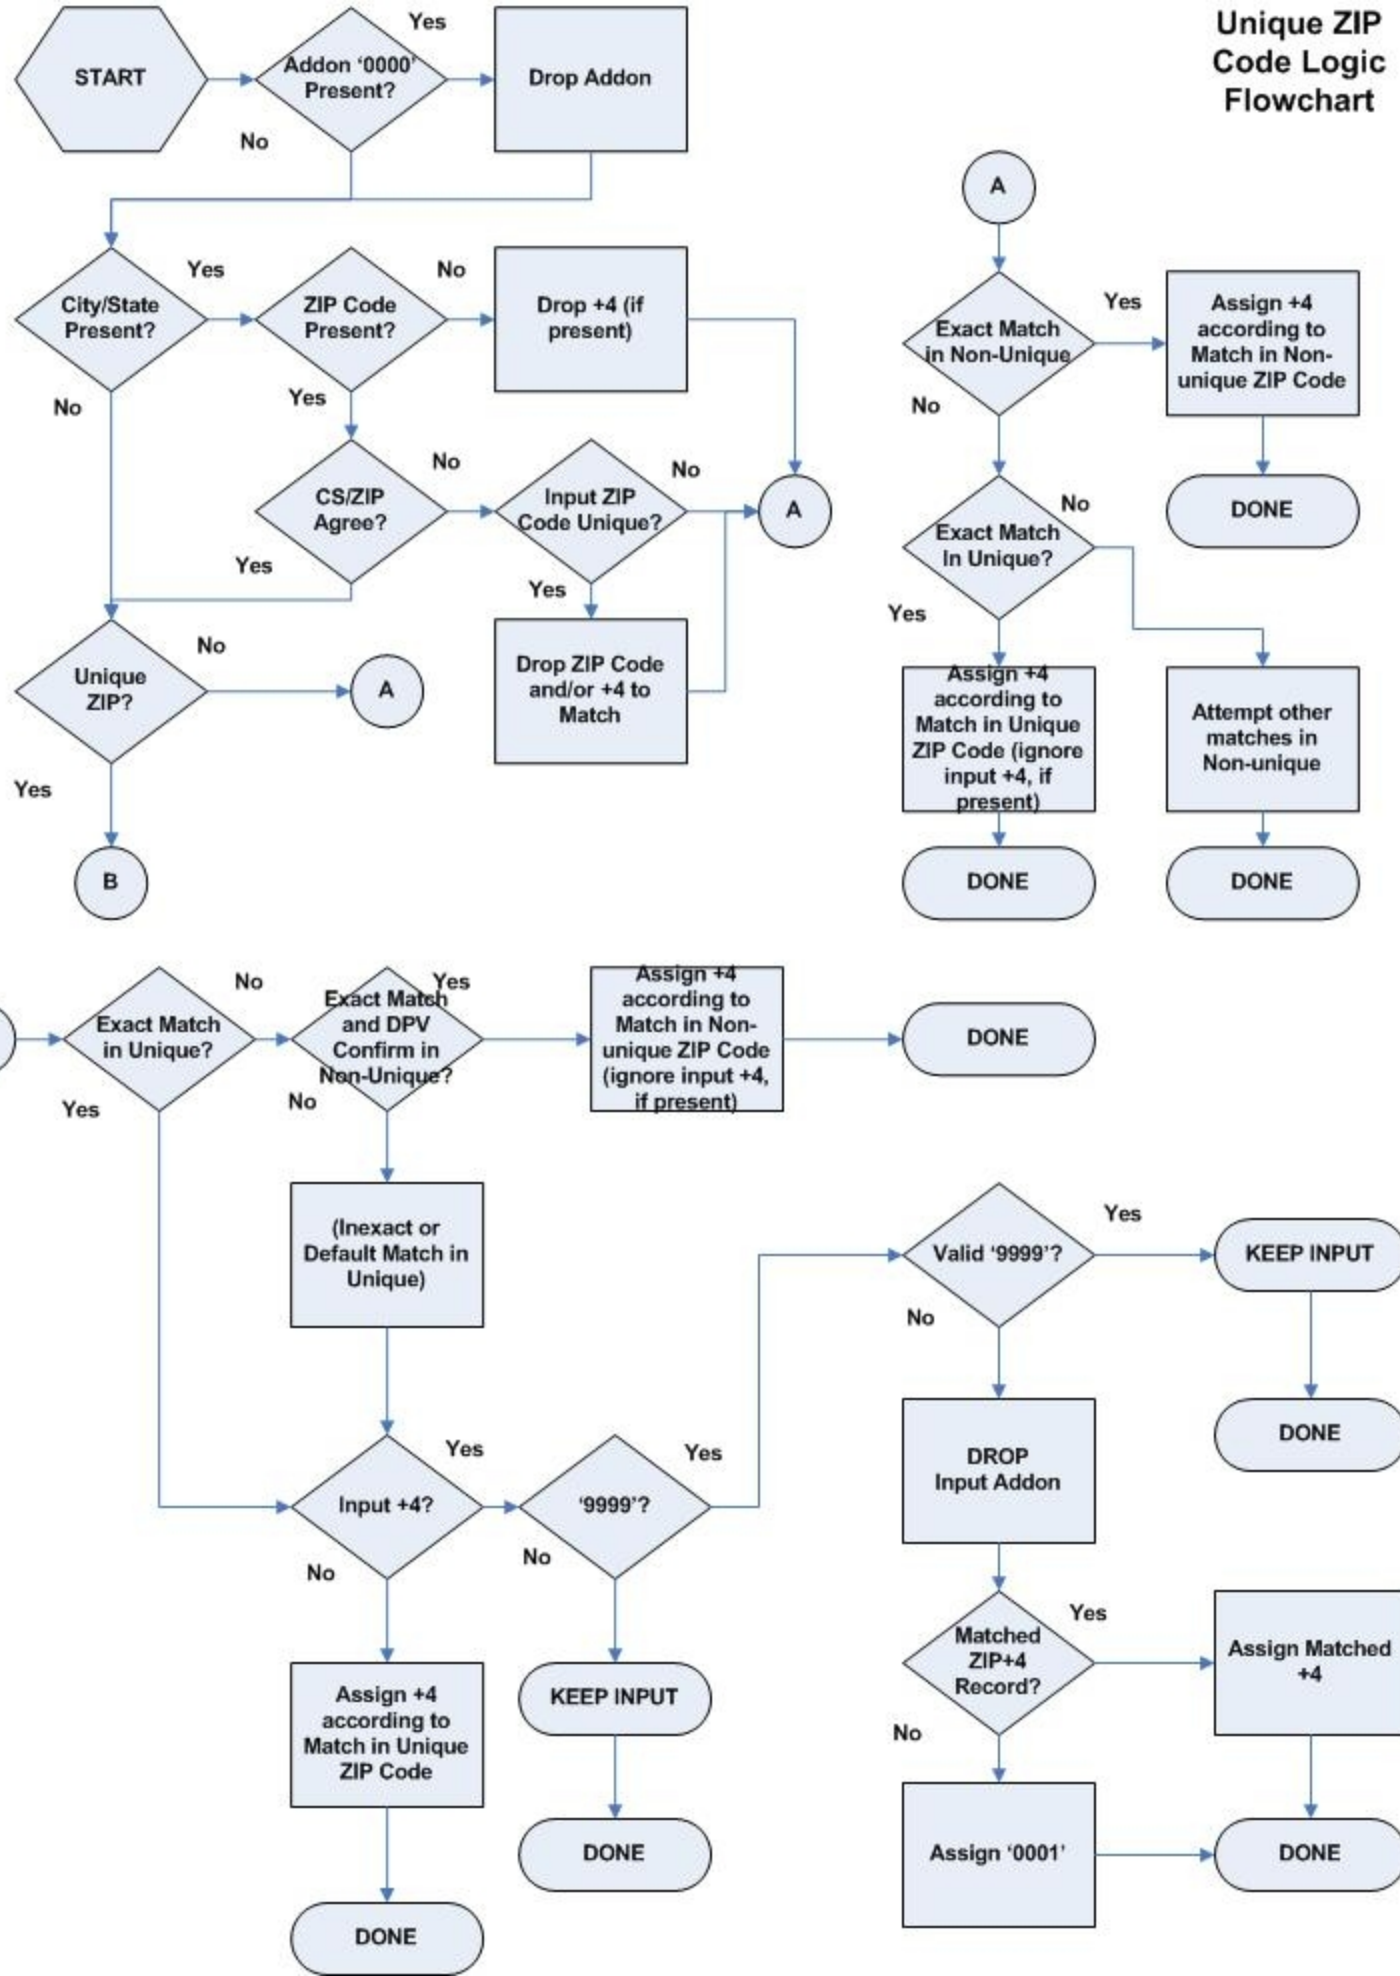 Unique ZIP
Code Logic
Flowchart
START
Addon ‘0000’
Present?
Yes
No
Drop Addon
City/State
Present?
Yes
No
ZIP Code
Present?
No
Yes
Drop +4 (if
present)
CS/ZIP
Agree?
No
Yes
Input ZIP
Code Unique?
No
Yes
A
Drop ZIP Code
and/or +4 to
Match
Unique
ZIP?
No
Yes
A
B
A
Exact Match
in Non-Unique
Yes
No
Assign +4
according to
Match in Non-
unique ZIP Code
DONE
Exact Match
In Unique?
No
Yes
Assign +4
according to
Match in Unique
ZIP Code (ignore
input +4, if
present)
Attempt other
matches in
Non-unique
DONE
DONE
Exact Match
in Unique?
No
Yes
Exact Match
and DPV
Confirm in
Non-Unique?
Yes
No
Assign +4
according to
Match in Non-
unique ZIP Code
(ignore input +4,
if present)
DONE
(Inexact or
Default Match in
Unique)
Input +4?
Yes
No
‘9999’?
Yes
No
Assign +4
according to
Match in Unique
ZIP Code
DONE
KEEP INPUT
DONE
Valid ‘9999’?
Yes
No
KEEP INPUT
DONE
DROP
Input Addon
Matched
ZIP+4
Record?
Yes
No
Assign Matched
+4
Assign ‘0001’
DONE